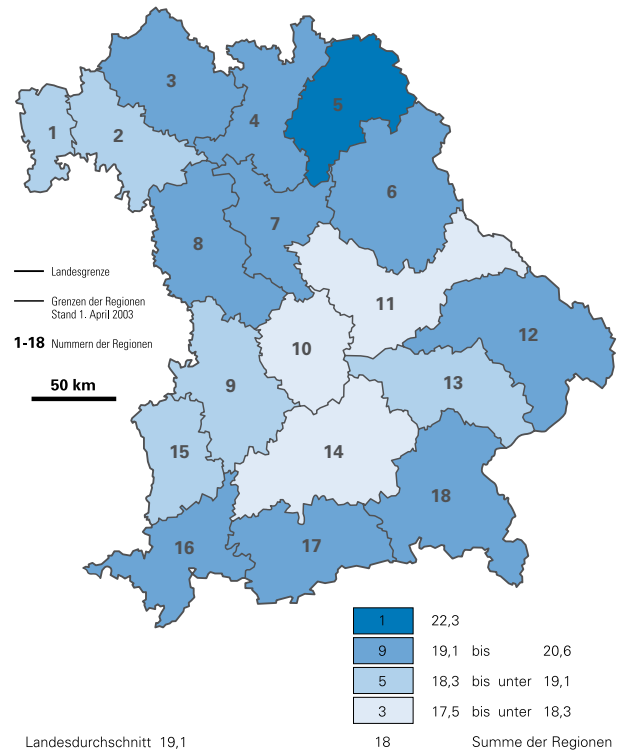 3
5
4
1
2
6
7
8
Landesgrenze
Grenzen der Regionen
Stand 1. April 2003
11
12
1-18 Nummern der Regionen
10
50 km
9
13
15
14
18
16
17
1 22,3
9 19,1 bis 20,6
5 18,3 bis unter 19,1
3 17,5 bis unter 18,3
Landesdurchschnitt 19,1 18 Summe der Regionen